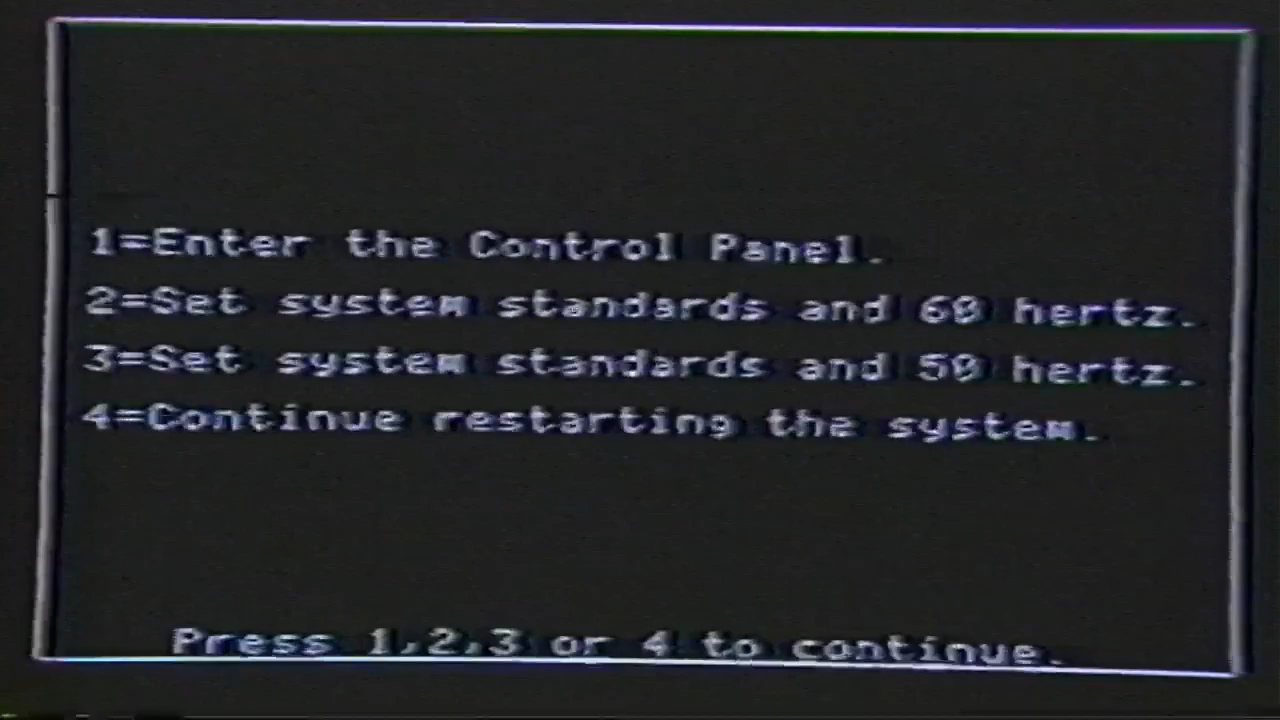 1=Enter the Control Panel.
2=Set system standards and 60 hertz.
3=Set system standards and 50 hertz.
4=Continue restarting the system.
Press 1,2,3 or 4 to continue.